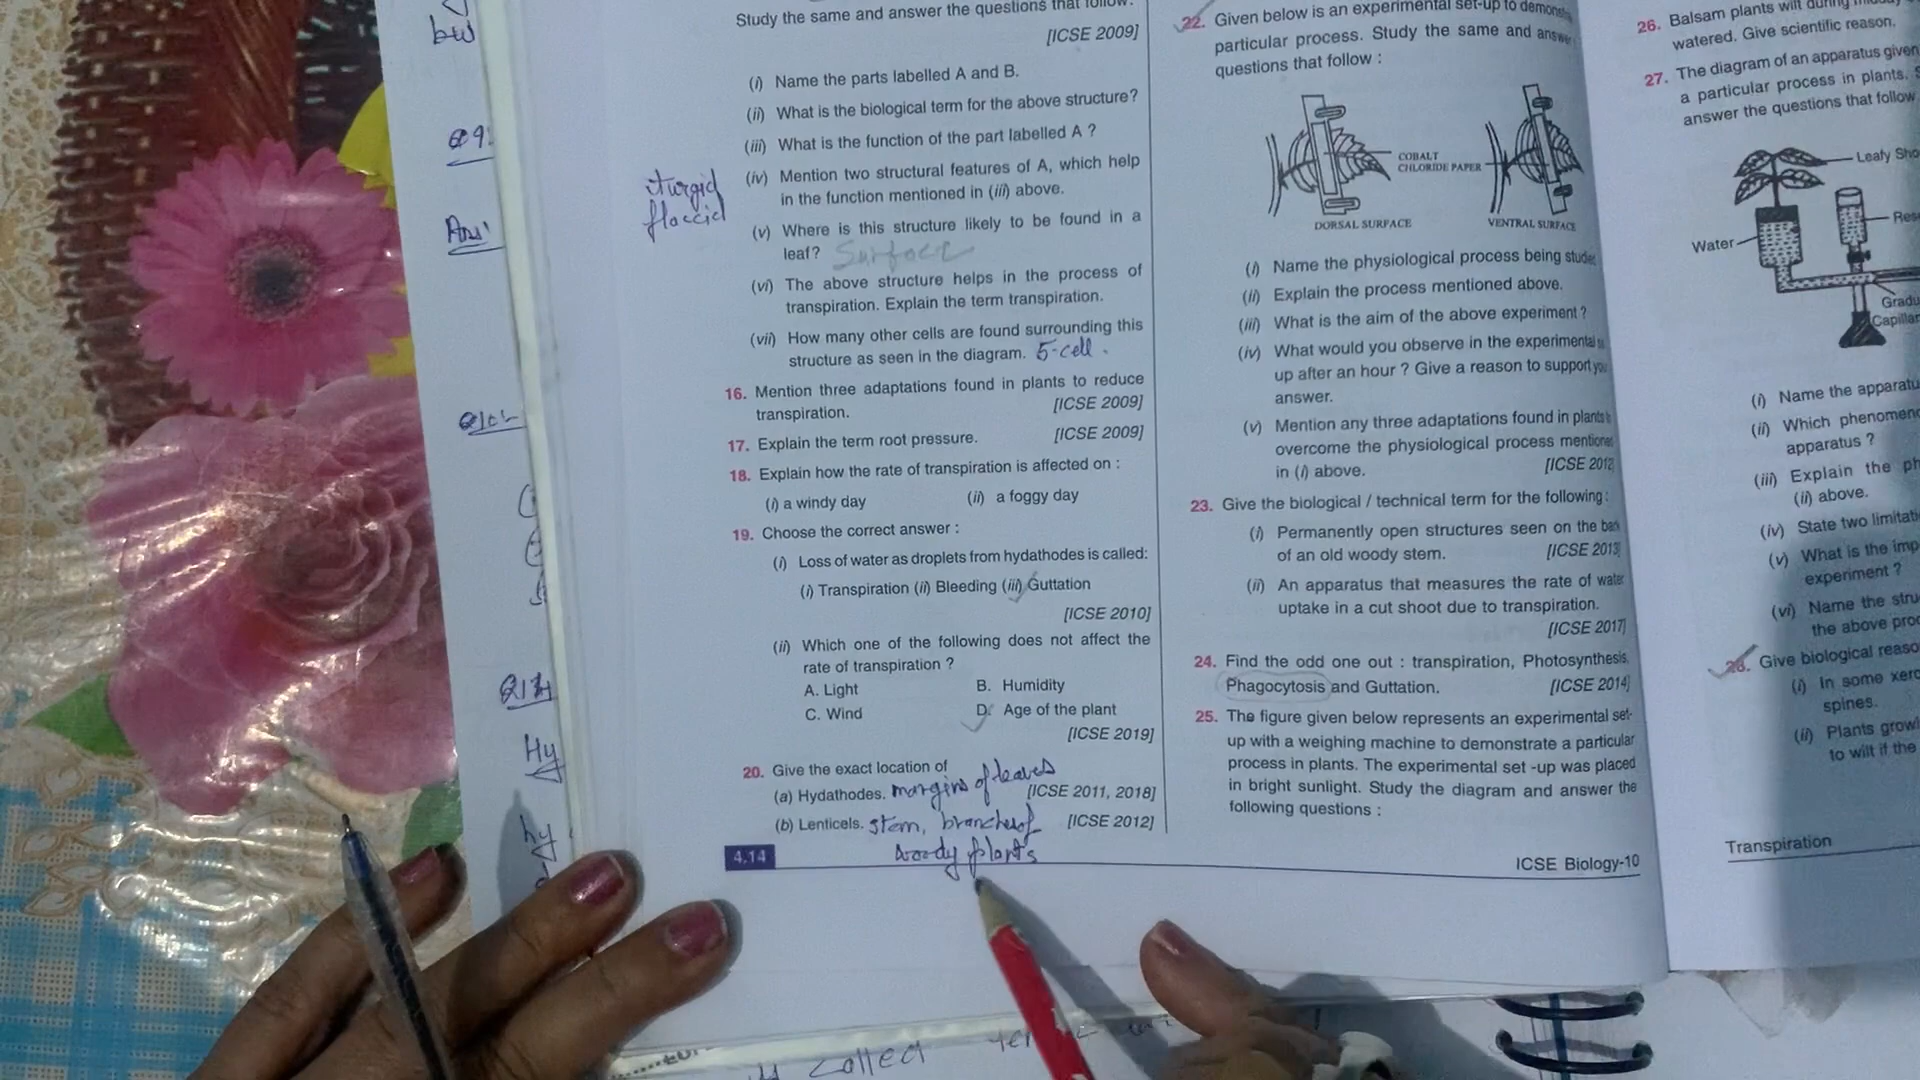 bw
Q9:
Ans:
Hy
hy
Study the same and answer the questions that follow:
[ICSE 2009]
(i) Name the parts labelled A and B.
(ii) What is the biological term for the above structure?
(iii) What is the function of the part labelled A ?
(iv) Mention two structural features of A, which help
in the function mentioned in (iii) above.
turgid
flaccid
(v) Where is this structure likely to be found in a
leaf? Surface
(vi) The above structure helps in the process of
transpiration. Explain the term transpiration.
(vii) How many other cells are found surrounding this
structure as seen in the diagram. 5-cell.
16. Mention three adaptations found in plants to reduce
transpiration. [ICSE 2009]
17. Explain the term root pressure. [ICSE 2009]
18. Explain how the rate of transpiration is affected on :
(i) a windy day (ii) a foggy day
19. Choose the correct answer :
(i) Loss of water as droplets from hydathodes is called:
(i) Transpiration (ii) Bleeding (iii) Guttation
[ICSE 2010]
(ii) Which one of the following does not affect the
rate of transpiration ?
A. Light B. Humidity
C. Wind D. Age of the plant
[ICSE 2019]
20. Give the exact location of
(a) Hydathodes. margins of leaves [ICSE 2011, 2018]
(b) Lenticels. stem, branches of [ICSE 2012]
woody plants
4.14
22. Given below is an experimental set-up to
particular process. Study the same and answer
questions that follow :
COBALT
CHLORIDE PAPER
DORSAL SURFACE VENTRAL SURFACE
(i) Name the physiological process being
(ii) Explain the process mentioned above.
(iii) What is the aim of the above experiment ?
(iv) What would you observe in the experimental
up after an hour ? Give a reason to support
answer.
(v) Mention any three adaptations found in plants
overcome the physiological process
in (i) above. [ICSE 2012
23. Give the biological / technical term for the following :
(i) Permanently open structures seen on the
of an old woody stem. [ICSE 2013]
(ii) An apparatus that measures the rate of water
uptake in a cut shoot due to transpiration.
[ICSE 2017]
24. Find the odd one out : transpiration, Photosynthesis,
Phagocytosis and Guttation. [ICSE 2014]
25. The figure given below represents an experimental set-
up with a weighing machine to demonstrate a particular
process in plants. The experimental set -up was placed
in bright sunlight. Study the diagram and answer the
following questions :
ICSE Biology-10
26. Balsam plants wilt during
watered. Give scientific reason.
27. The diagram of an apparatus given
a particular process in plants.
answer the questions that follow
Leafy
Water
(i) Name the
(ii) Which
apparatus ?
(iii) Explain the
(ii) above.
(iv) State two
(v) What is the
experiment ?
(vi) Name the
the above
28. Give biological
(i) In some
spines.
(ii) Plants
to wilt if the
Transpiration
called